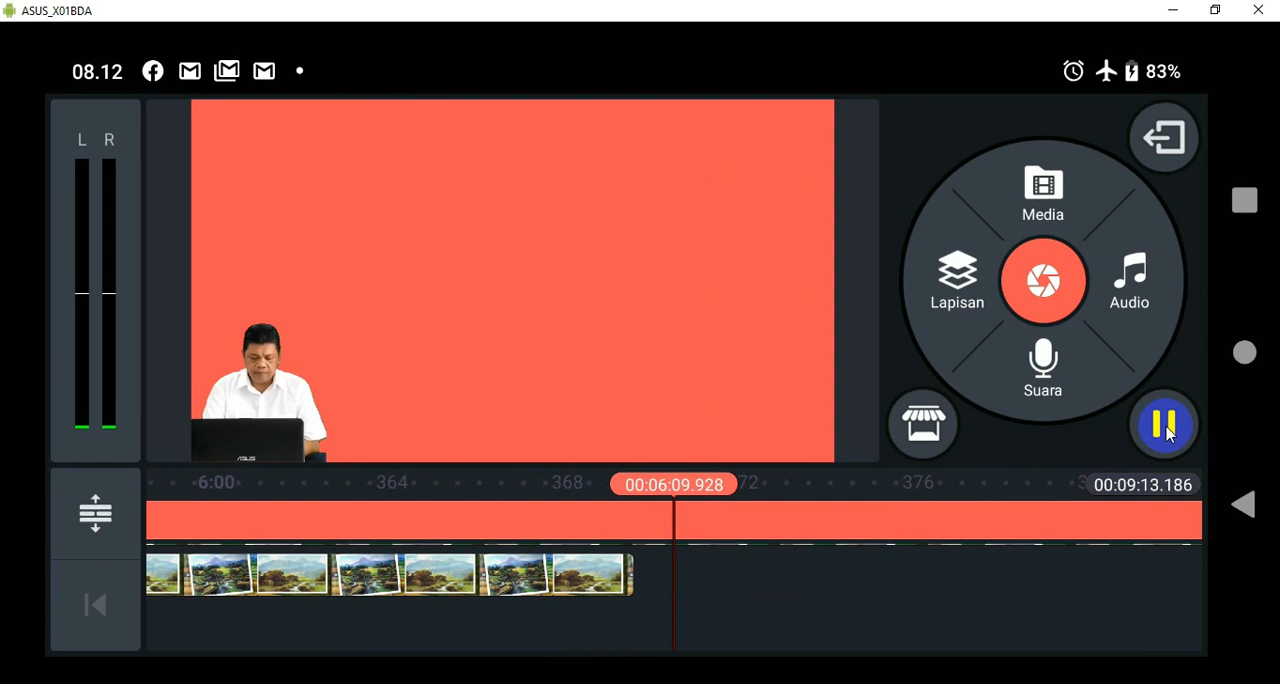 ASUS_X01BDA
08.12
83%
L R
Media
Lapisan
Audio
Suara
6:00 364 368 00:06:09.928 72 376 00:09:13.186